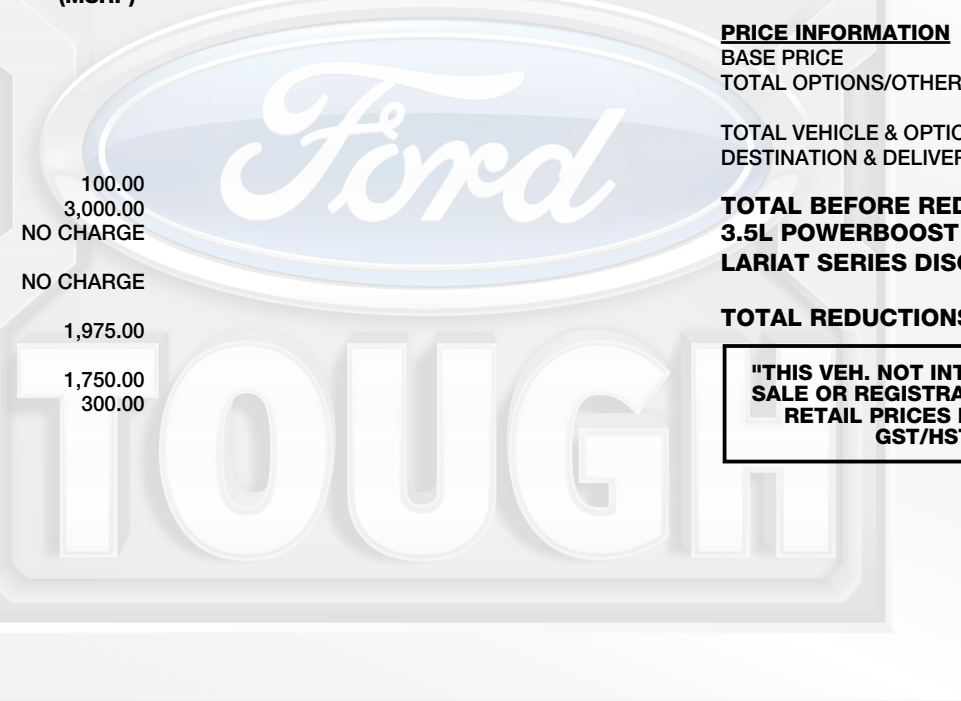 (MSRP)
100.00
3,000.00
NO CHARGE
NO CHARGE
1,975.00
1,750.00
300.00
Ford
TOUGH
PRICE INFORMATION
BASE PRICE
TOTAL OPTIONS/OTHER
TOTAL VEHICLE & OPTIO
DESTINATION & DELIVER
TOTAL BEFORE RED
3.5L POWERBOOST
LARIAT SERIES DISC
TOTAL REDUCTIONS
"THIS VEH. NOT INT
SALE OR REGISTRA
RETAIL PRICES
GST/HST